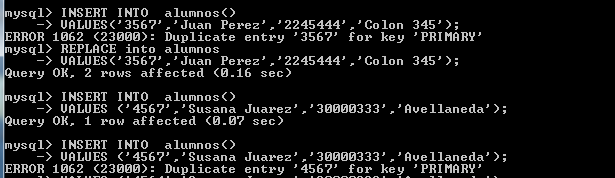 mysql> INSERT INTO  alumnos()
    -> VALUES('3567','Juan Perez','2245444','Colon 345');
ERROR 1062 (23000): Duplicate entry '3567' for key 'PRIMARY'
mysql> REPLACE into alumnos
    -> VALUES('3567','Juan Perez','2245444','Colon 345');
Query OK, 2 rows affected (0.16 sec)

mysql> INSERT INTO  alumnos()
    -> VALUES ('4567','Susana Juarez','30000333','Avellaneda');
Query OK, 1 row affected (0.07 sec)

mysql> INSERT INTO  alumnos()
    -> VALUES ('4567','Susana Juarez','30000333','Avellaneda');
ERROR 1062 (23000): Duplicate entry '4567' for key 'PRIMARY'